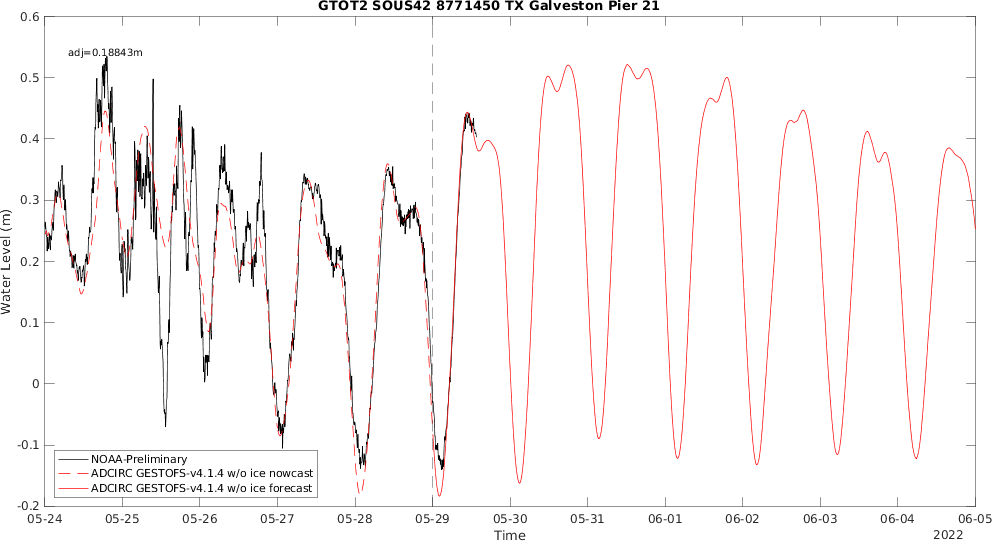 GTOT2 SOUS42 8771450 TX Galveston Pier 21
adj=0.18843m
Water Level (m)
0.6
0.5
0.4
0.3
0.2
0.1
0
-0.1
-0.2
NOAA-Preliminary
ADCIRC GESTOFS-v4.1.4 w/o ice nowcast
ADCIRC GESTOFS-v4.1.4 w/o ice forecast
05-24 05-25 05-26 05-27 05-28 05-29 05-30 05-31 06-01 06-02 06-03 06-04 06-05
Time
2022